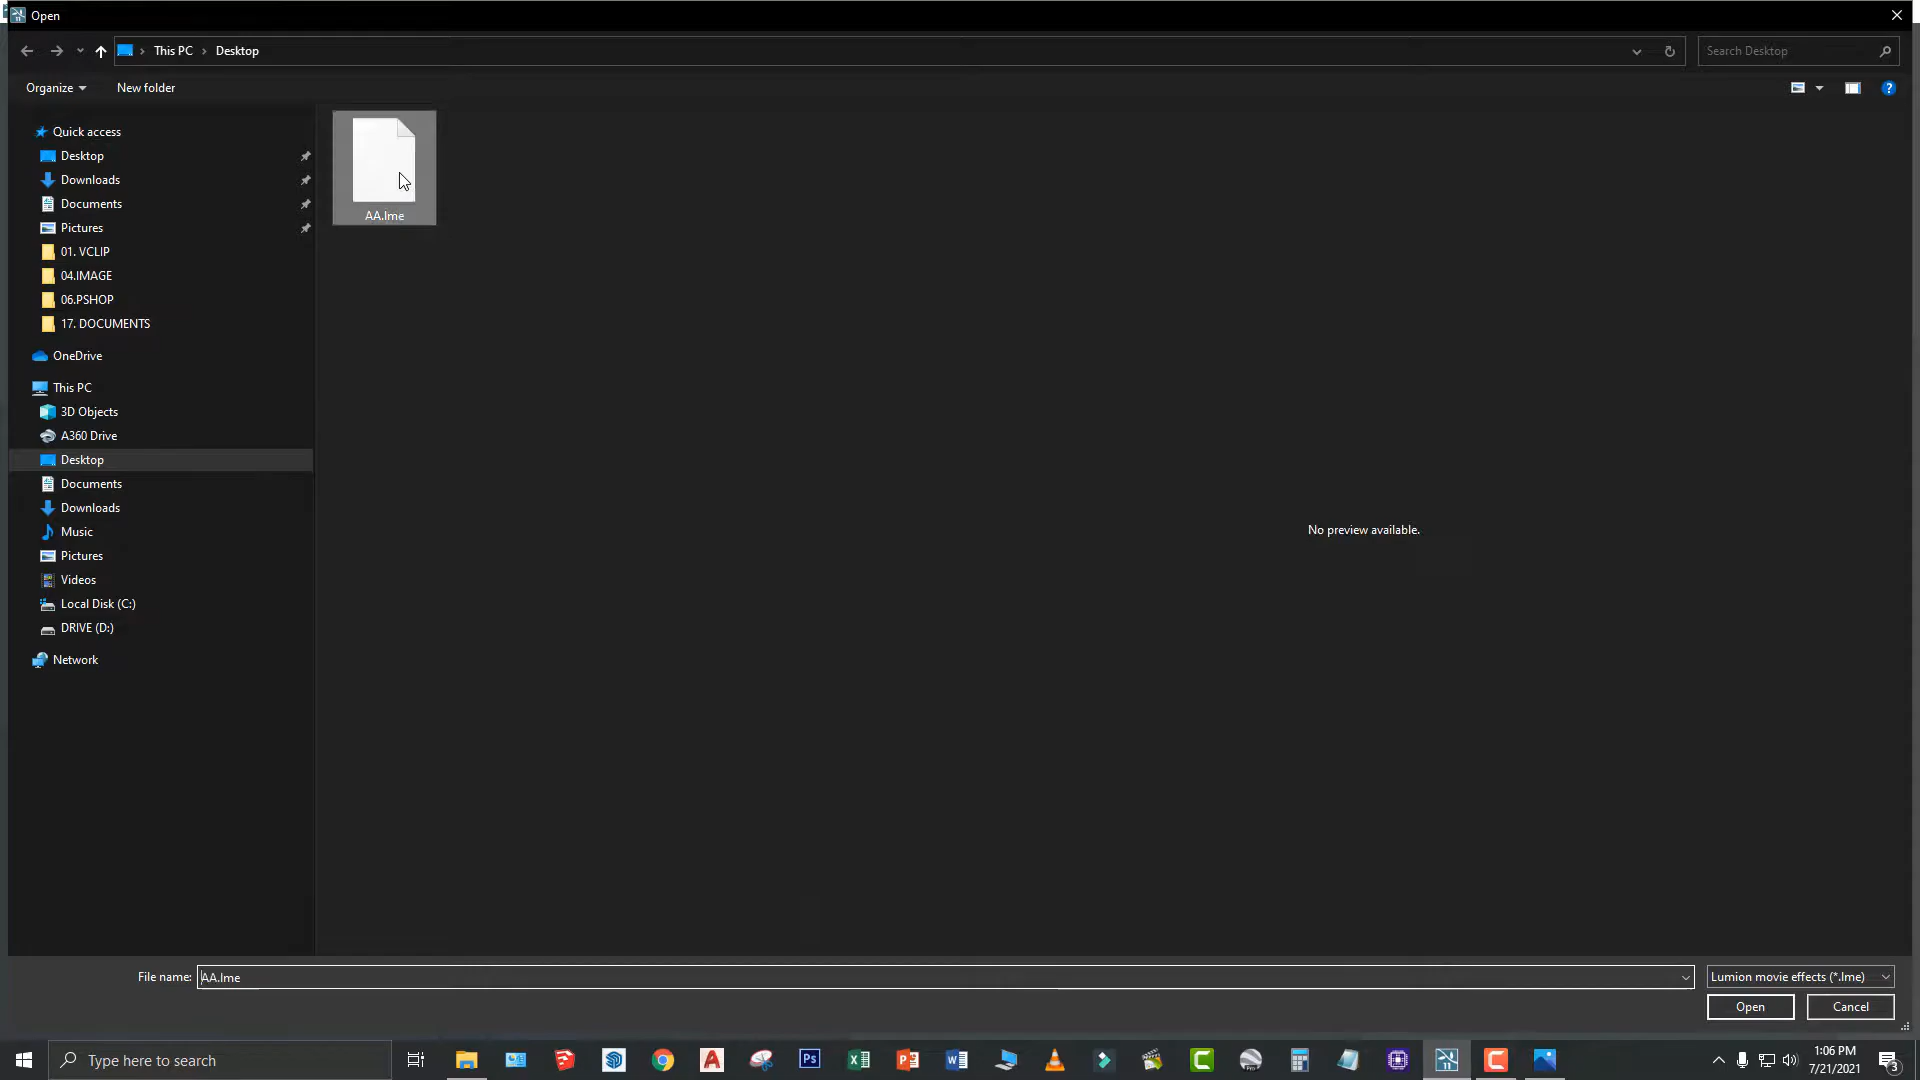 Open
This PC
Desktop
Search Desktop
Organize
New folder
Quick access
Desktop
Downloads
Documents
Pictures
01. VCLIP
04.IMAGE
06.PSHOP
17. DOCUMENTS
OneDrive
This PC
3D Objects
A360 Drive
Desktop
Documents
Downloads
Music
Pictures
Videos
Local Disk (C:)
DRIVE (D:)
Network
AA.lme
No preview available.
File name:
AA.lme
Lumion movie effects (*.lme)
Open
Cancel
Type here to search
1:06 PM
7/21/2021
3